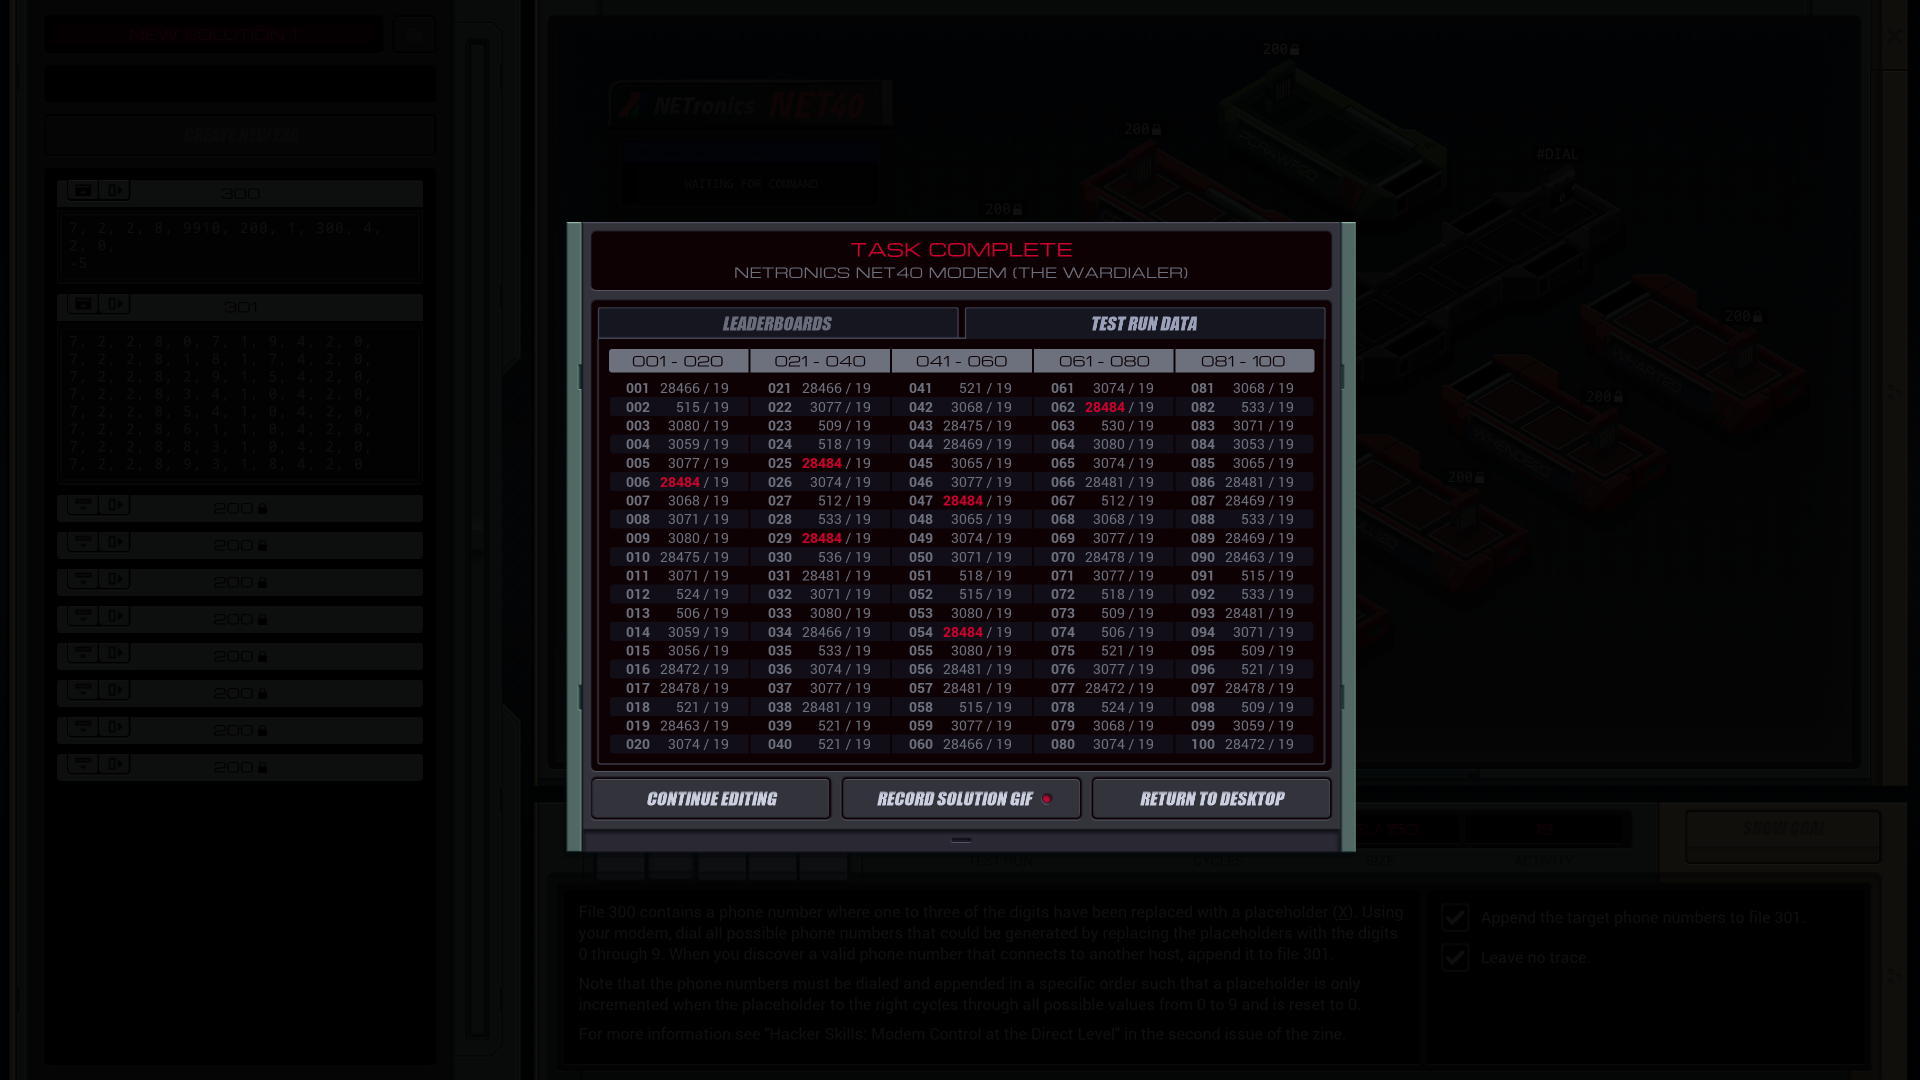 NEW SOLUTION 1
CREATE NEW EXA
300
7, 2, 2, 8, 9910, 200, 1, 300, 4,
2, 0,
-5
301
7, 2, 2, 8, 0, 7, 1, 9, 4, 2, 0,
7, 2, 2, 8, 1, 8, 1, 7, 4, 2, 0,
7, 2, 2, 8, 2, 9, 1, 5, 4, 2, 0,
7, 2, 2, 8, 3, 4, 1, 0, 4, 2, 0,
7, 2, 2, 8, 5, 4, 1, 0, 4, 2, 0,
7, 2, 2, 8, 6, 1, 1, 0, 4, 2, 0,
7, 2, 2, 8, 8, 3, 1, 0, 4, 2, 0,
7, 2, 2, 8, 9, 3, 1, 8, 4, 2, 0
200
200
200
200
200
200
200
200
NETronics NET40
WAITING FOR COMMAND
200
200
200
#DIAL
200
200
200
TASK COMPLETE
NETRONICS NET40 MODEM (THE WARDIALER)
LEADERBOARDS TEST RUN DATA
001 - 020 021 - 040 041 - 060 061 - 080 081 - 100
001 28466 / 19 021 28466 / 19 041 521 / 19 061 3074 / 19 081 3068 / 19
002 515 / 19 022 3077 / 19 042 3068 / 19 062 28484 / 19 082 533 / 19
003 3080 / 19 023 509 / 19 043 28475 / 19 063 530 / 19 083 3071 / 19
004 3059 / 19 024 518 / 19 044 28469 / 19 064 3080 / 19 084 3053 / 19
005 3077 / 19 025 28484 / 19 045 3065 / 19 065 3074 / 19 085 3065 / 19
006 28484 / 19 026 3074 / 19 046 3077 / 19 066 28481 / 19 086 28481 / 19
007 3068 / 19 027 512 / 19 047 28484 / 19 067 512 / 19 087 28469 / 19
008 3071 / 19 028 533 / 19 048 3065 / 19 068 3068 / 19 088 533 / 19
009 3080 / 19 029 28484 / 19 049 3074 / 19 069 3077 / 19 089 28469 / 19
010 28475 / 19 030 536 / 19 050 3071 / 19 070 28478 / 19 090 28463 / 19
011 3071 / 19 031 28481 / 19 051 518 / 19 071 3077 / 19 091 515 / 19
012 524 / 19 032 3071 / 19 052 515 / 19 072 518 / 19 092 533 / 19
013 506 / 19 033 3080 / 19 053 3080 / 19 073 509 / 19 093 28481 / 19
014 3059 / 19 034 28466 / 19 054 28484 / 19 074 506 / 19 094 3071 / 19
015 3056 / 19 035 533 / 19 055 3080 / 19 075 521 / 19 095 509 / 19
016 28472 / 19 036 3074 / 19 056 28481 / 19 076 3077 / 19 096 521 / 19
017 28478 / 19 037 3077 / 19 057 28481 / 19 077 28472 / 19 097 28478 / 19
018 521 / 19 038 28481 / 19 058 515 / 19 078 524 / 19 098 509 / 19
019 28463 / 19 039 521 / 19 059 3077 / 19 079 3068 / 19 099 3059 / 19
020 3074 / 19 040 521 / 19 060 28466 / 19 080 3074 / 19 100 28472 / 19
CONTINUE EDITING RECORD SOLUTION GIF RETURN TO DESKTOP
19 SHOW GOAL
TEST RUN CYCLES SIZE ACTIVITY
File 300 contains a phone number where one to three of the digits have been replaced with a placeholder (X). Using
your modem, dial all possible phone numbers that could be generated by replacing the placeholders with the digits
0 through 9. When you discover a valid phone number that connects to another host, append it to file 301.
Note that the phone numbers must be dialed and appended in a specific order such that a placeholder is only
incremented when the placeholder to the right cycles through all possible values from 0 to 9 and is reset to 0.
For more information see "Hacker Skills: Modem Control at the Direct Level" in the second issue of the zine.
Append the target phone numbers to file 301.
Leave no trace.